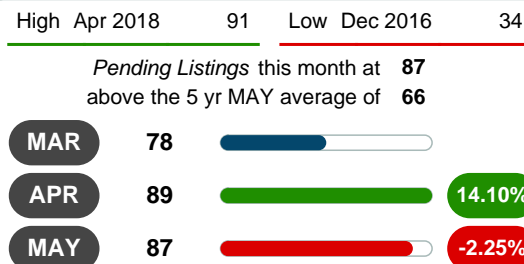 High Apr 2018 91 Low Dec 2016 34
Pending Listings this month at 87
above the 5 yr MAY average of 66
MAR 78
APR 89 14.10%
MAY 87 -2.25%